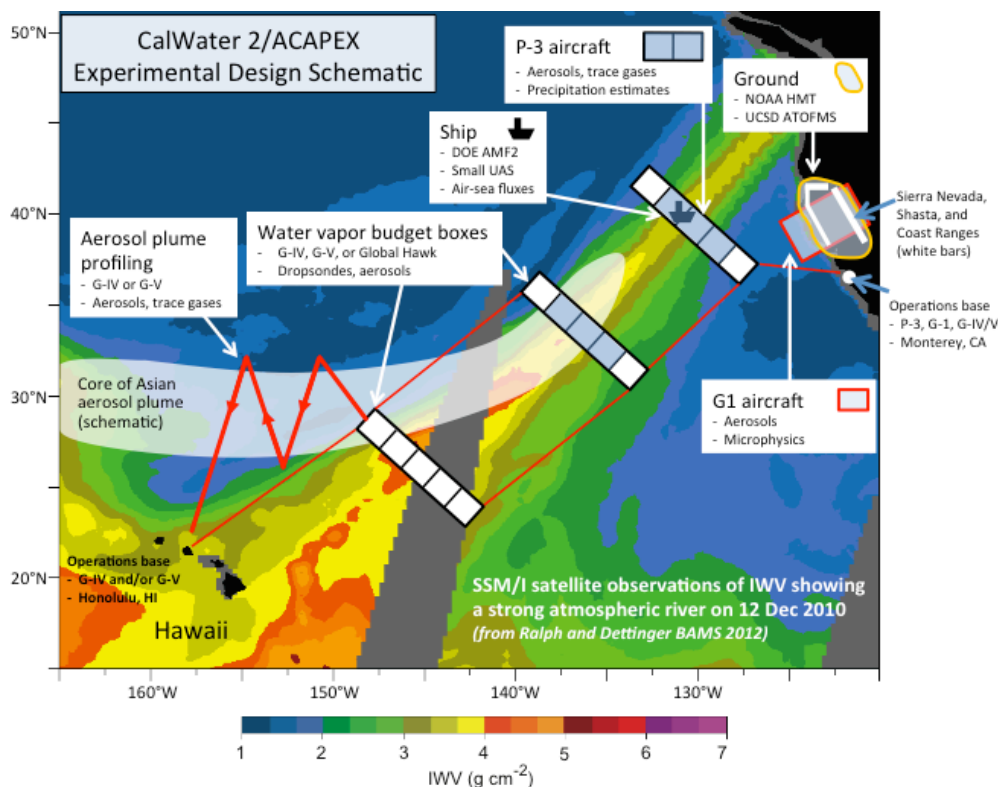 CalWater 2/ACAPEX
Experimental Design Schematic
P-3 aircraft
- Aerosols, trace gases
- Precipitation estimates
Ground
- NOAA HMT
- UCSD ATOFMS
Ship
- DOE AMF2
- Small UAS
- Air-sea fluxes
Sierra Nevada,
Shasta, and
Coast Ranges
(white bars)
Water vapor budget boxes
- G-IV, G-V, or Global Hawk
- Dropsondes, aerosols
Aerosol plume
profiling
- G-IV or G-V
- Aerosols, trace gases
Operations base
- P-3, G-1, G-IV/V
- Monterey, CA
Core of Asian
aerosol plume
(schematic)
G1 aircraft
- Aerosols
- Microphysics
Operations base
- G-IV and/or G-V
- Honolulu, HI
Hawaii
SSM/I satellite observations of IWV showing
a strong atmospheric river on 12 Dec 2010
(from Ralph and Dettinger BAMS 2012)
50°N
40°N
30°N
20°N
160°W 150°W 140°W 130°W
1 2 3 4 5 6 7
IWV (g cm⁻²)